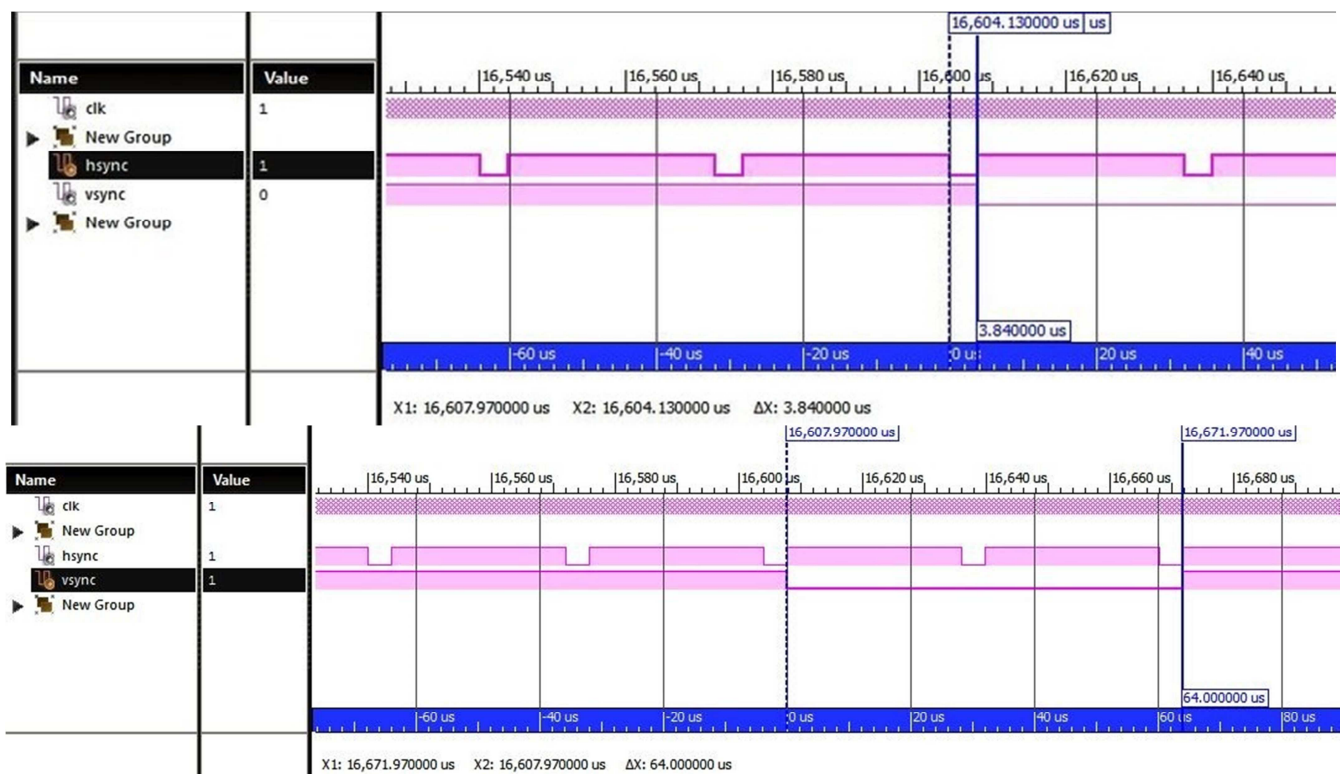 16,604.130000 us us
Name Value 16,540 us 16,560 us 16,580 us 16,600 us 16,620 us 16,640 us
clk 1
New Group
hsync 1
vsync 0
New Group
3.840000 us
-60 us -40 us -20 us 0 us 20 us 40 us
X1: 16,607.970000 us X2: 16,604.130000 us ΔX: 3.840000 us
16,607.970000 us 16,671.970000 us
Name Value 16,540 us 16,560 us 16,580 us 16,600 us 16,620 us 16,640 us 16,660 us 16,680 us
clk 1
New Group
hsync 1
vsync 1
New Group
64.000000 us
-60 us -40 us -20 us 0 us 20 us 40 us 60 us 80 us
X1: 16,671.970000 us X2: 16,607.970000 us ΔX: 64.000000 us